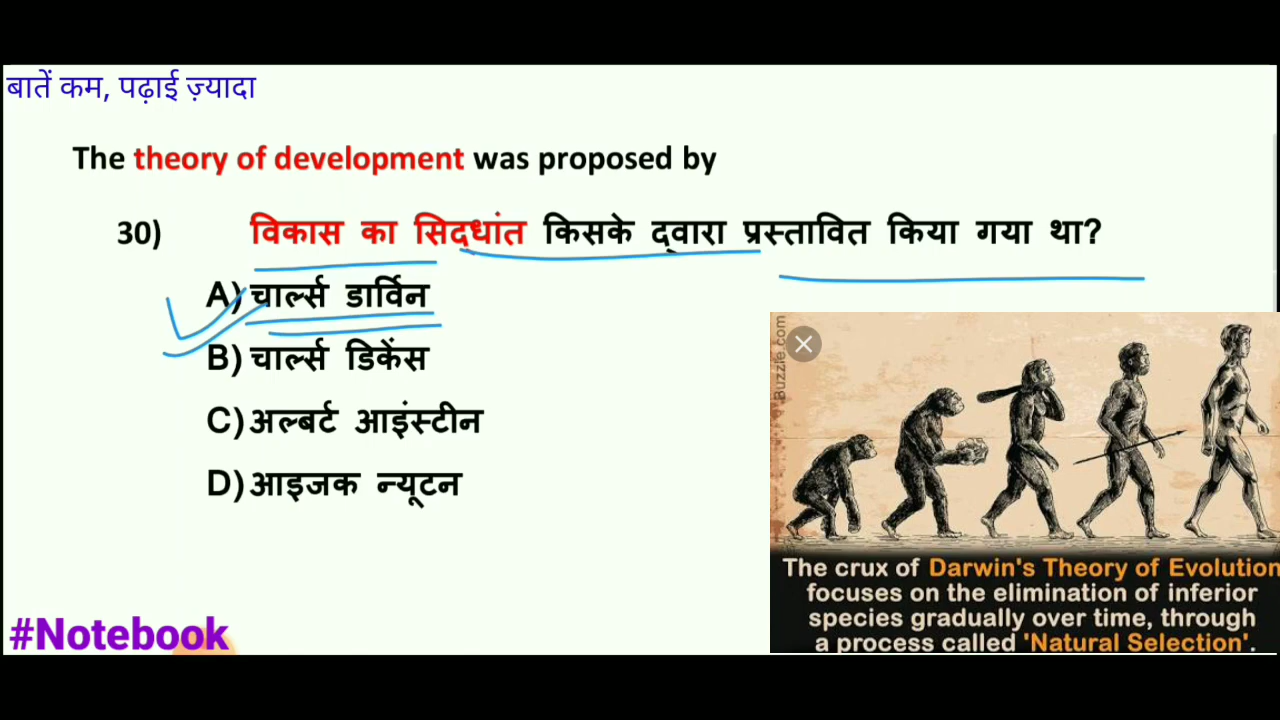 बातें कम, पढ़ाई ज़्यादा
The theory of development was proposed by
30) विकास का सिद्धांत किसके द्वारा प्रस्तावित किया गया था?
A) चार्ल्स डार्विन
B) चार्ल्स डिकेंस
C) अल्बर्ट आइंस्टीन
D) आइजक न्यूटन
Buzzle.com
The crux of Darwin's Theory of Evolution
focuses on the elimination of inferior
species gradually over time, through
a process called 'Natural Selection'.
#Notebook